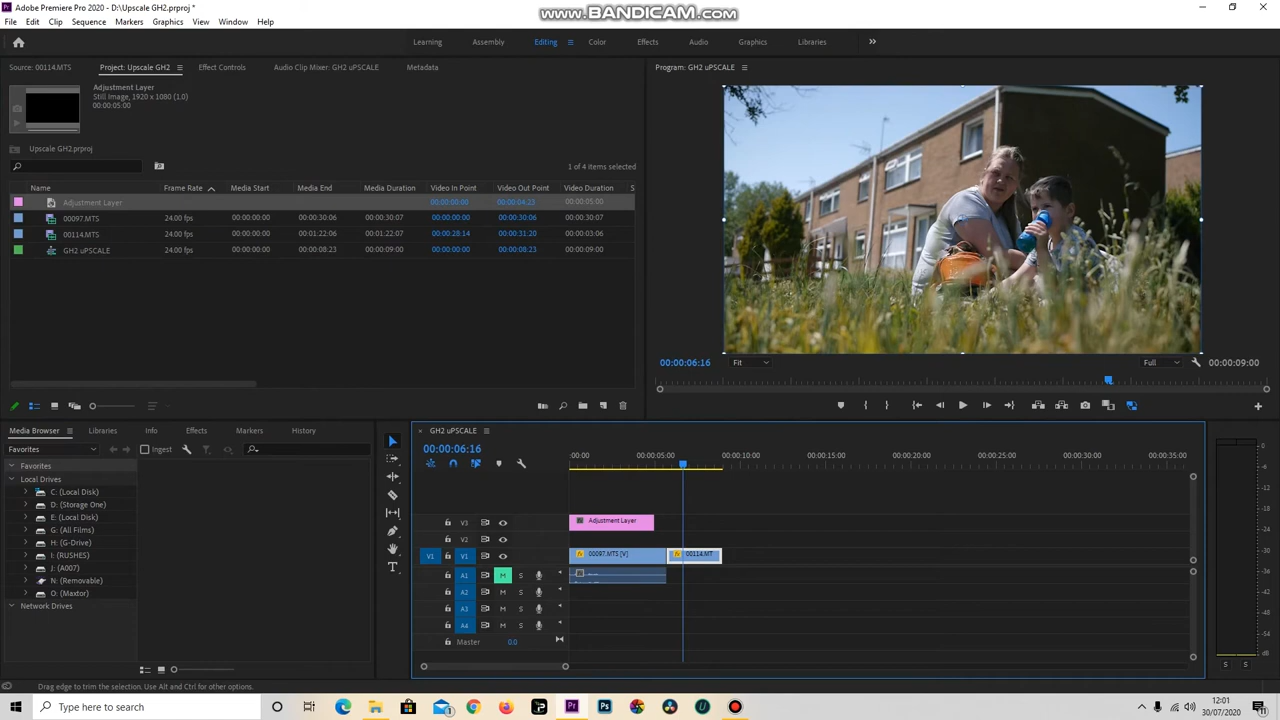 Adobe Premiere Pro 2020 - D:\Upscale GH2.prproj *
www.BANDICAM.com
File Edit Clip Sequence Markers Graphics View Window Help
Learning Assembly Editing Color Effects Audio Graphics Libraries
Source: 00114.MTS Project: Upscale GH2 Effect Controls Audio Clip Mixer: GH2 uPSCALE Metadata
Program: GH2 uPSCALE
Adjustment Layer
Still Image, 1920 x 1080 (1.0)
00:00:05:00
Upscale GH2.prproj
1 of 4 items selected
Name Frame Rate Media Start Media End Media Duration Video In Point Video Out Point Video Duration S
Adjustment Layer 00:00:00:00 00:00:04:23 00:00:05:00
00097.MTS 24.00 fps 00:00:00:00 00:00:30:06 00:00:30:07 00:00:00:00 00:00:30:06 00:00:30:07
00114.MTS 24.00 fps 00:00:00:00 00:01:22:06 00:01:22:07 00:00:28:14 00:00:31:20 00:00:03:06
GH2 uPSCALE 24.00 fps 00:00:00:00 00:00:08:23 00:00:09:00 00:00:00:00 00:00:08:23 00:00:09:00
00:00:06:16 Fit Full 00:00:09:00
Media Browser Libraries Info Effects Markers History
Favorites Ingest
Favorites
Local Drives
C: (Local Disk)
D: (Storage One)
E: (Local Disk)
G: (All Films)
H: (G-Drive)
I: (RUSHES)
J: (A007)
N: (Removable)
O: (Maxtor)
Network Drives
GH2 uPSCALE
00:00:06:16
:00:00 00:00:05:00 00:00:10:00 00:00:15:00 00:00:20:00 00:00:25:00 00:00:30:00 00:00:35:00
V3 Adjustment Layer
V2
V1 V1 00097.MTS [V] 00114.MT
A1 M S
A2 M S
A3 M S
A4 M S
Master 0.0
0
-6
-12
-18
-24
-30
-36
-42
-48
-54
dB
S S
Drag edge to trim the selection. Use Alt and Ctrl for other options.
Type here to search
12:01
30/07/2020